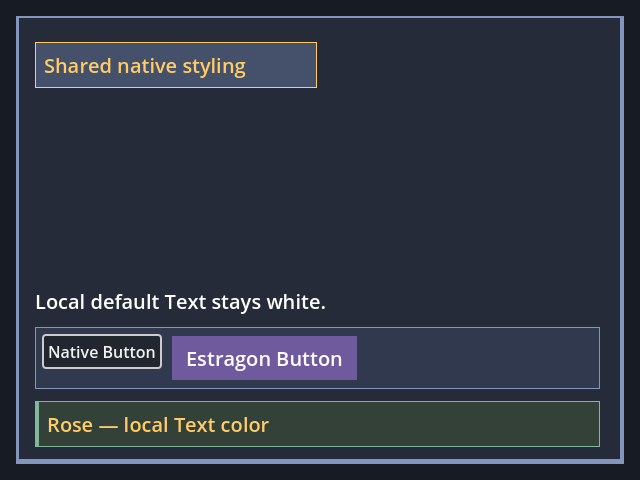 Shared native styling
Local default Text stays white.
Native Button
Estragon Button
Rose — local Text color